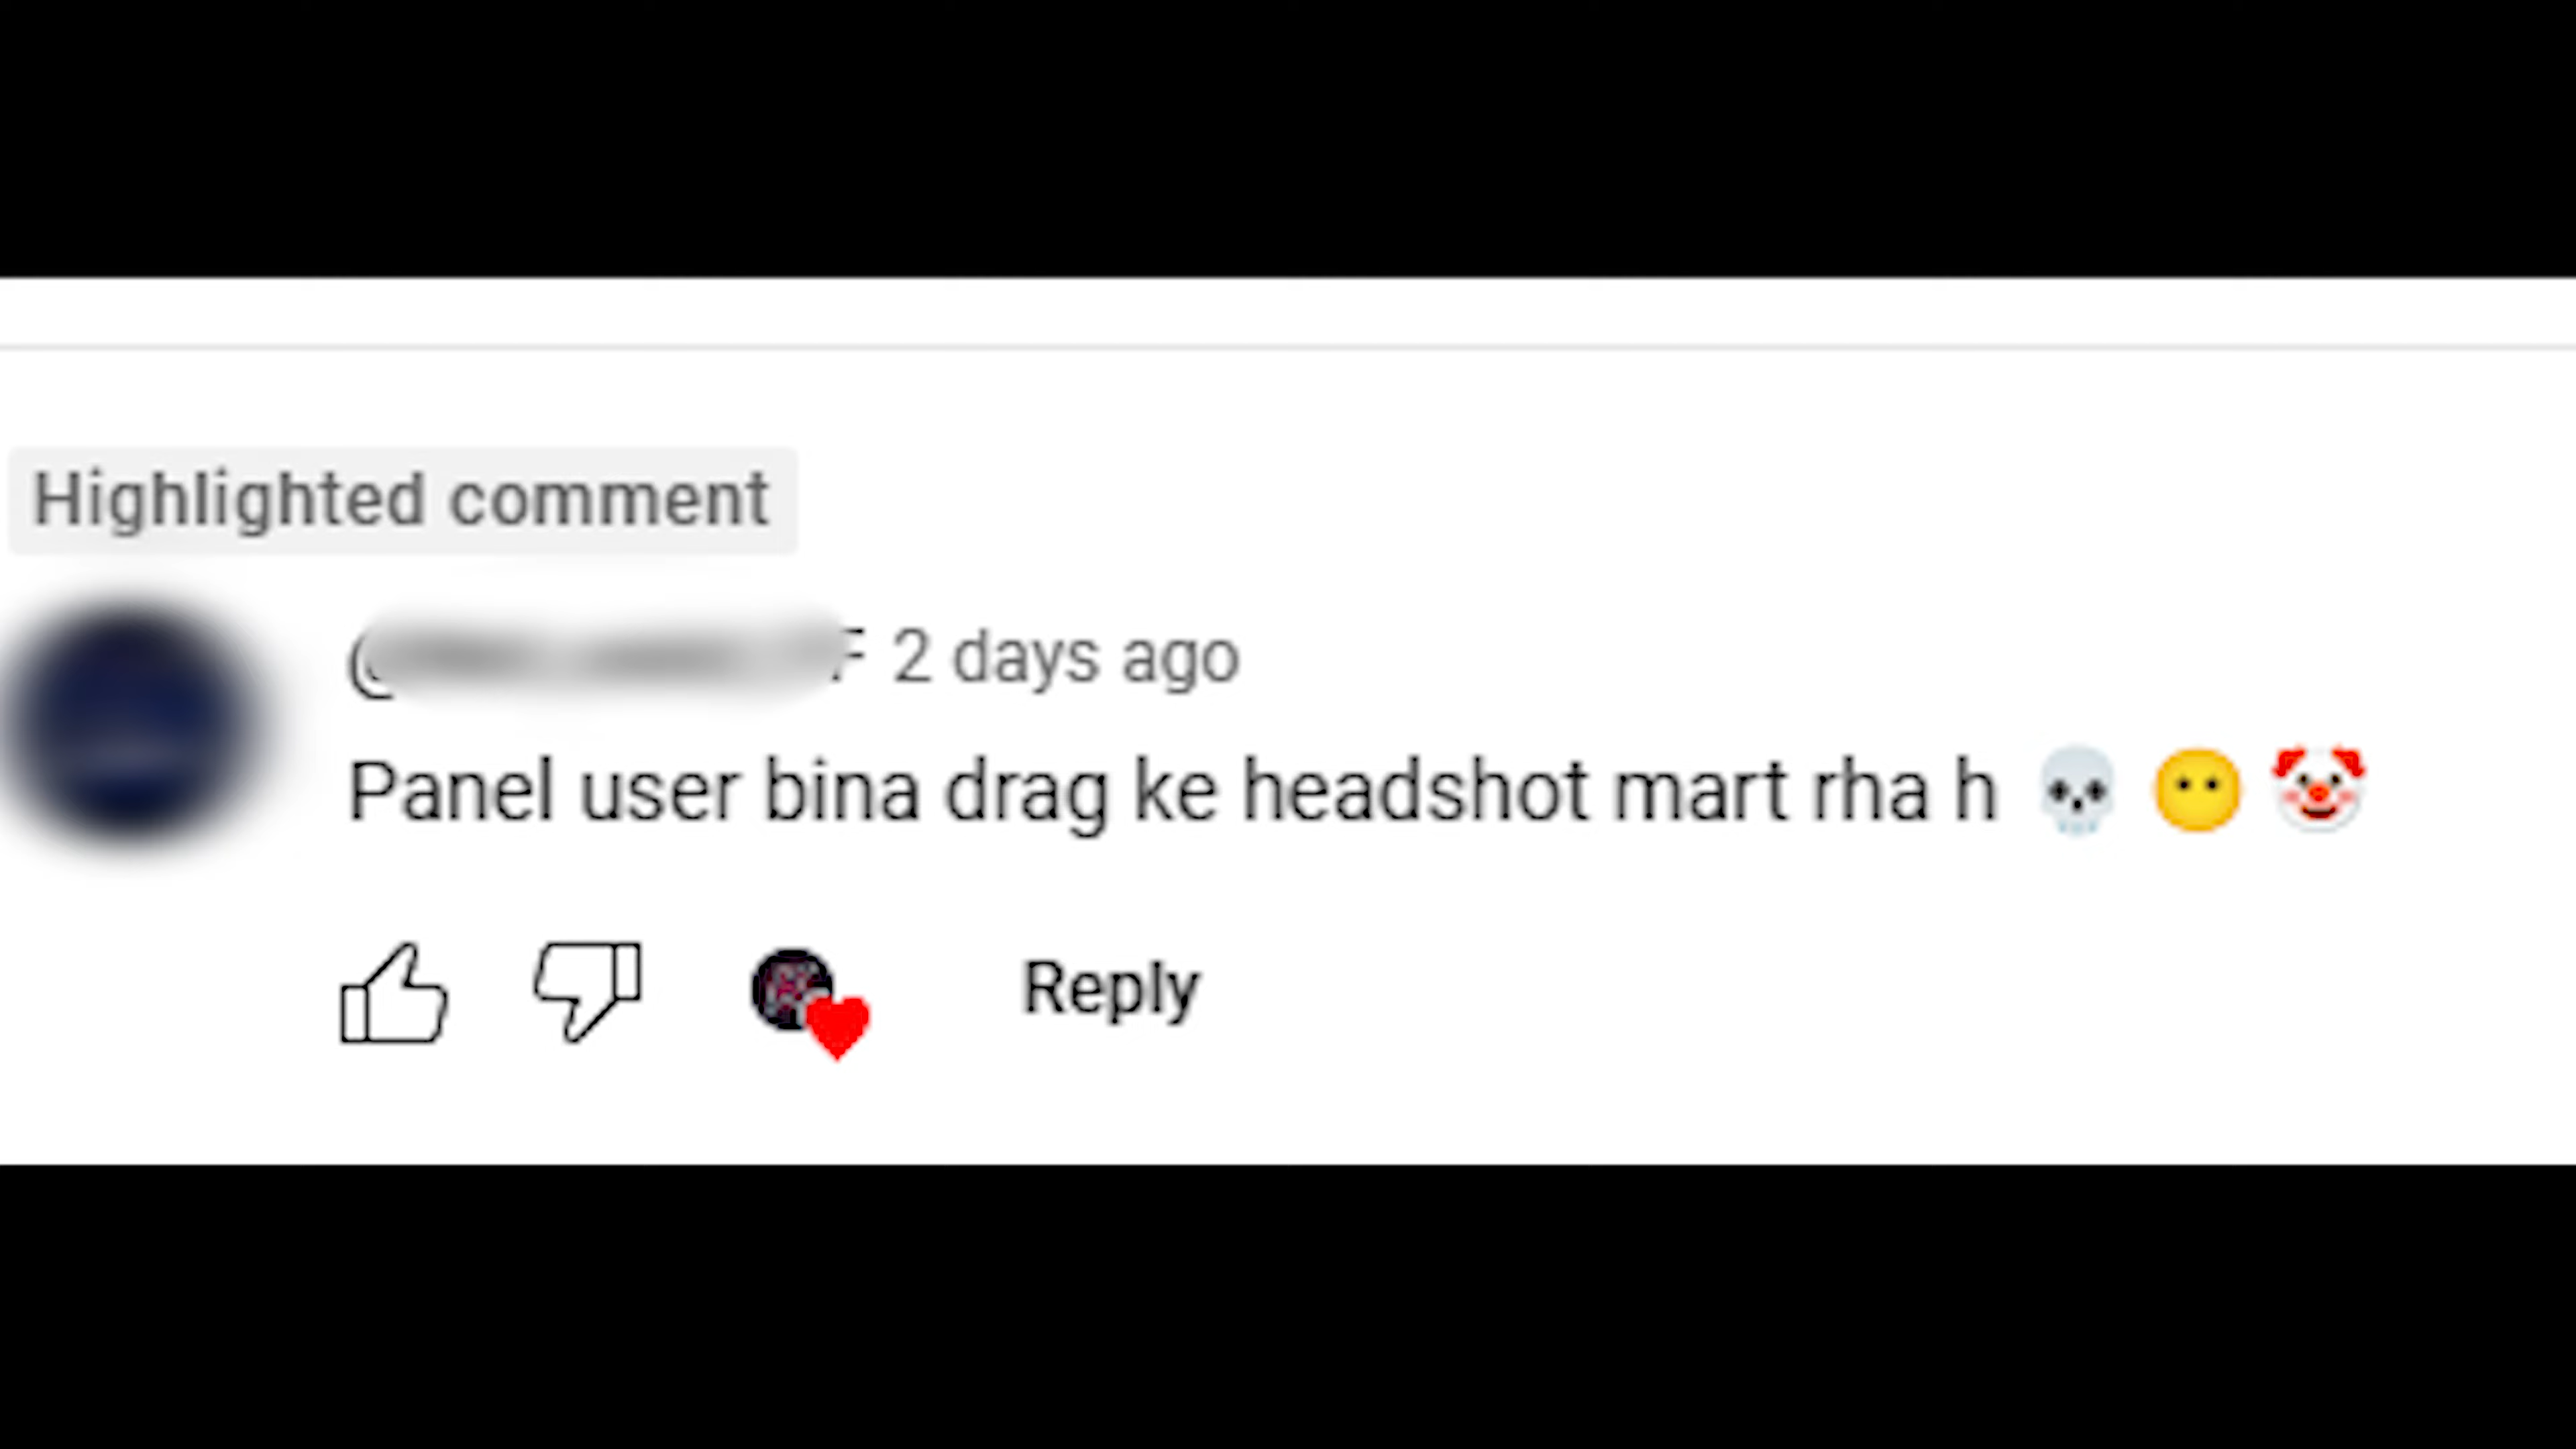 Highlighted comment
2 days ago
Panel user bina drag ke headshot mart rha h 💀 😶 🤡
Reply